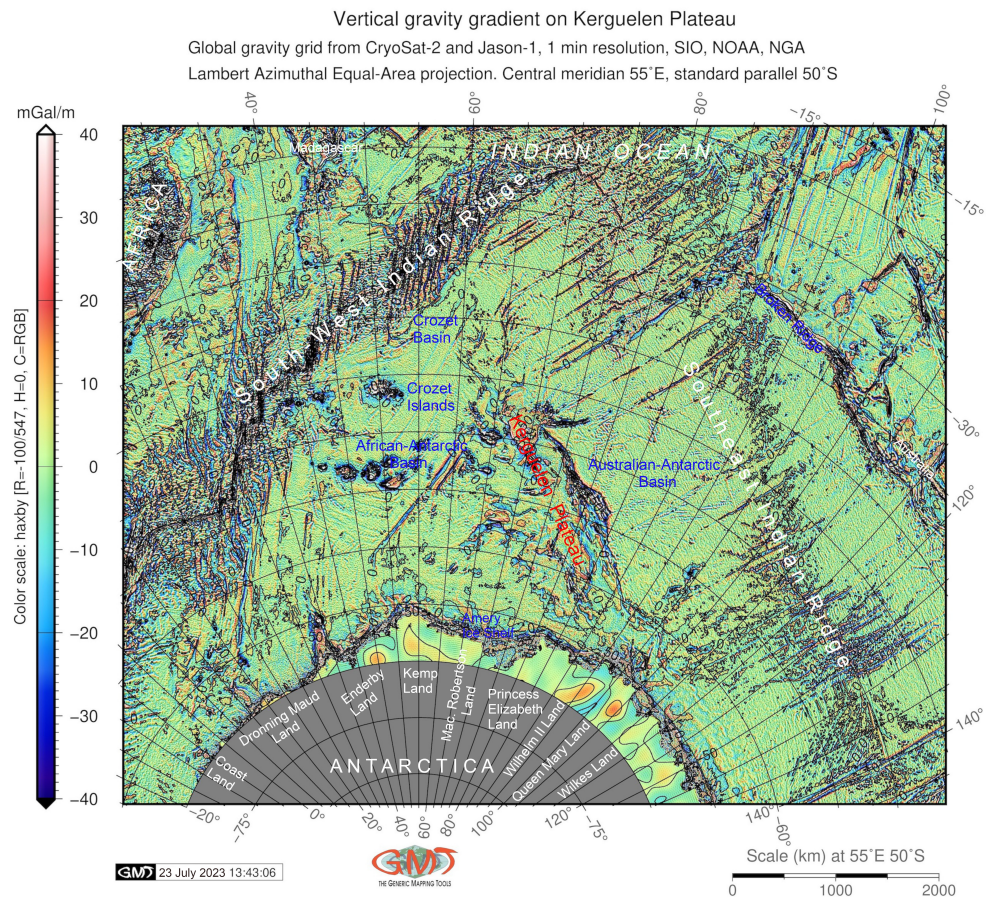 Vertical gravity gradient on Kerguelen Plateau
Global gravity grid from CryoSat-2 and Jason-1, 1 min resolution, SIO, NOAA, NGA
Lambert Azimuthal Equal-Area projection. Central meridian 55˚E, standard parallel 50˚S
mGal/m
40
30
20
10
0
−10
−20
−30
−40
Color scale: haxby [R=-100/547, H=0, C=RGB]
40°
60°
80°
−15°
100°
−15°
−30°
120°
140°
Madagascar
INDIAN OCEAN
AFRICA
South West Indian Ridge
Crozet
Basin
Crozet
Islands
African-Antarctic
Basin
Kerguelen Plateau
Australian-Antarctic
Basin
Southeast Indian Ridge
Amery
Ice Shelf
Coast
Land
Dronning Maud
Land
Enderby
Land
Kemp
Land
Mac. Robertson
Land
Princess
Elizabeth
Land
Wilhelm II Land
Queen Mary Land
Wilkes Land
ANTARCTICA
−20°
−75°
0°
20°
40°
60°
80°
100°
120°
−75°
140°
−60°
GMT 23 July 2023 13:43:06
GMT
THE GENERIC MAPPING TOOLS
Scale (km) at 55˚E 50˚S
0
1000
2000